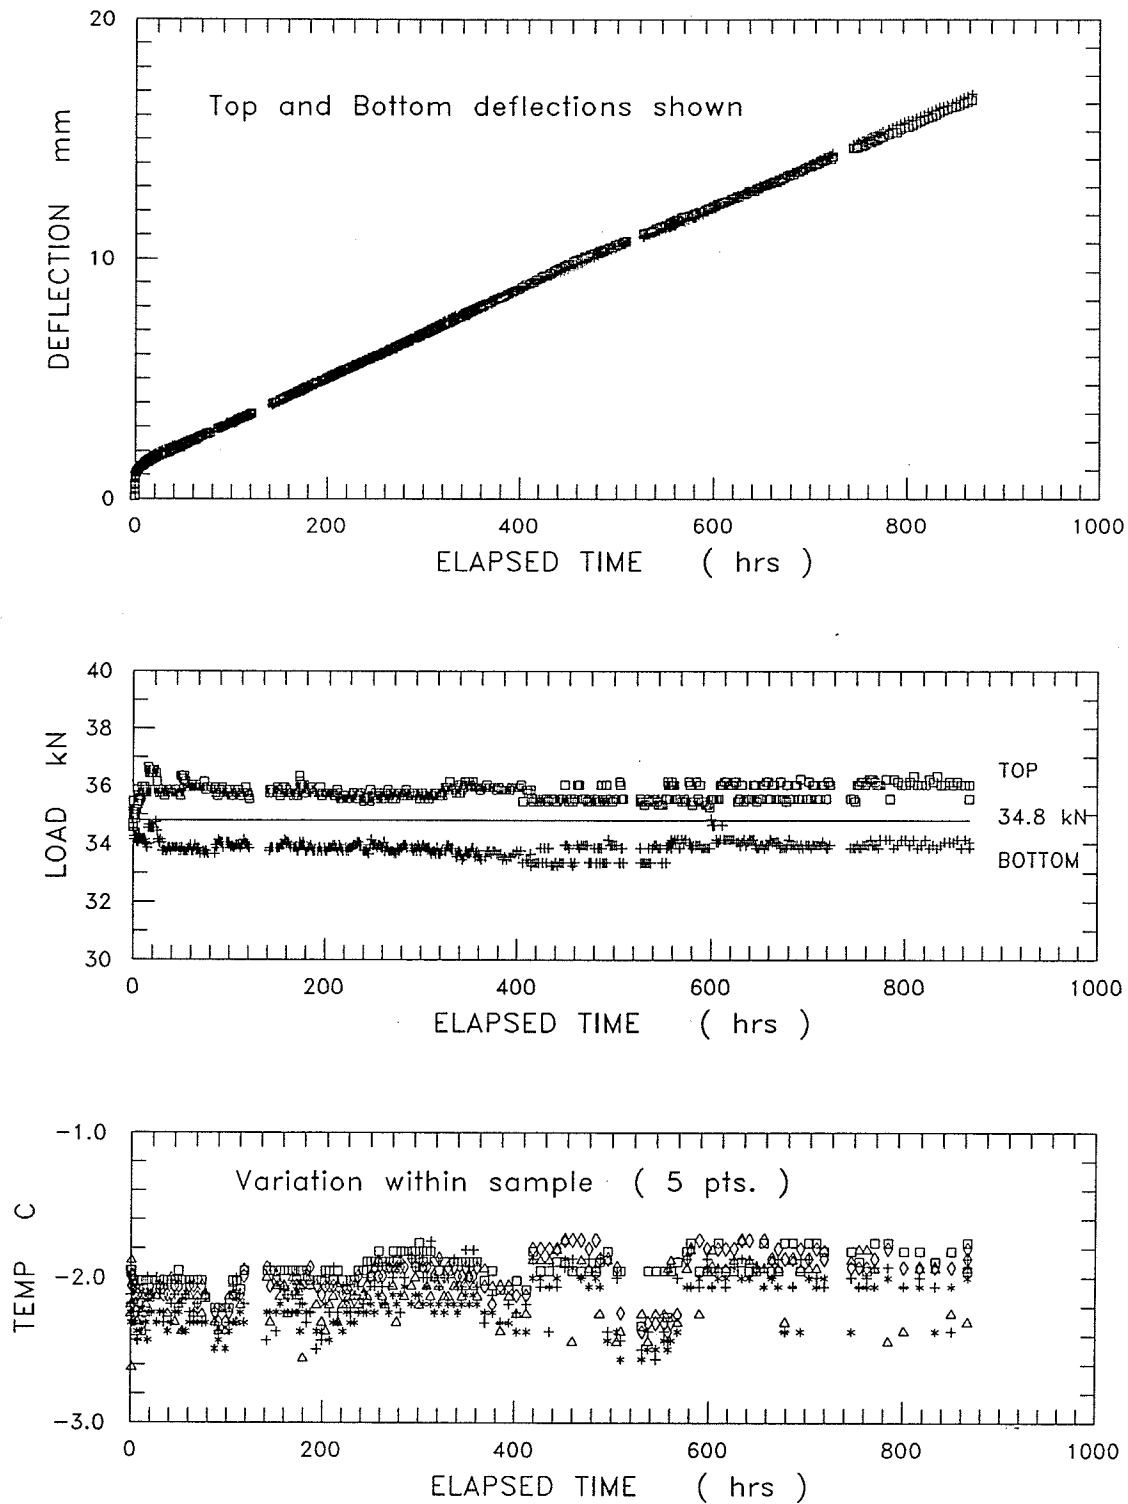 20
Top and Bottom deflections shown
DEFLECTION mm
10
0
0 200 400 600 800 1000
ELAPSED TIME ( hrs )
40
38
LOAD kN
36
TOP
34.8 kN
34
BOTTOM
32
30
0 200 400 600 800 1000
ELAPSED TIME ( hrs )
-1.0
Variation within sample ( 5 pts. )
TEMP C
-2.0
-3.0
0 200 400 600 800 1000
ELAPSED TIME ( hrs )